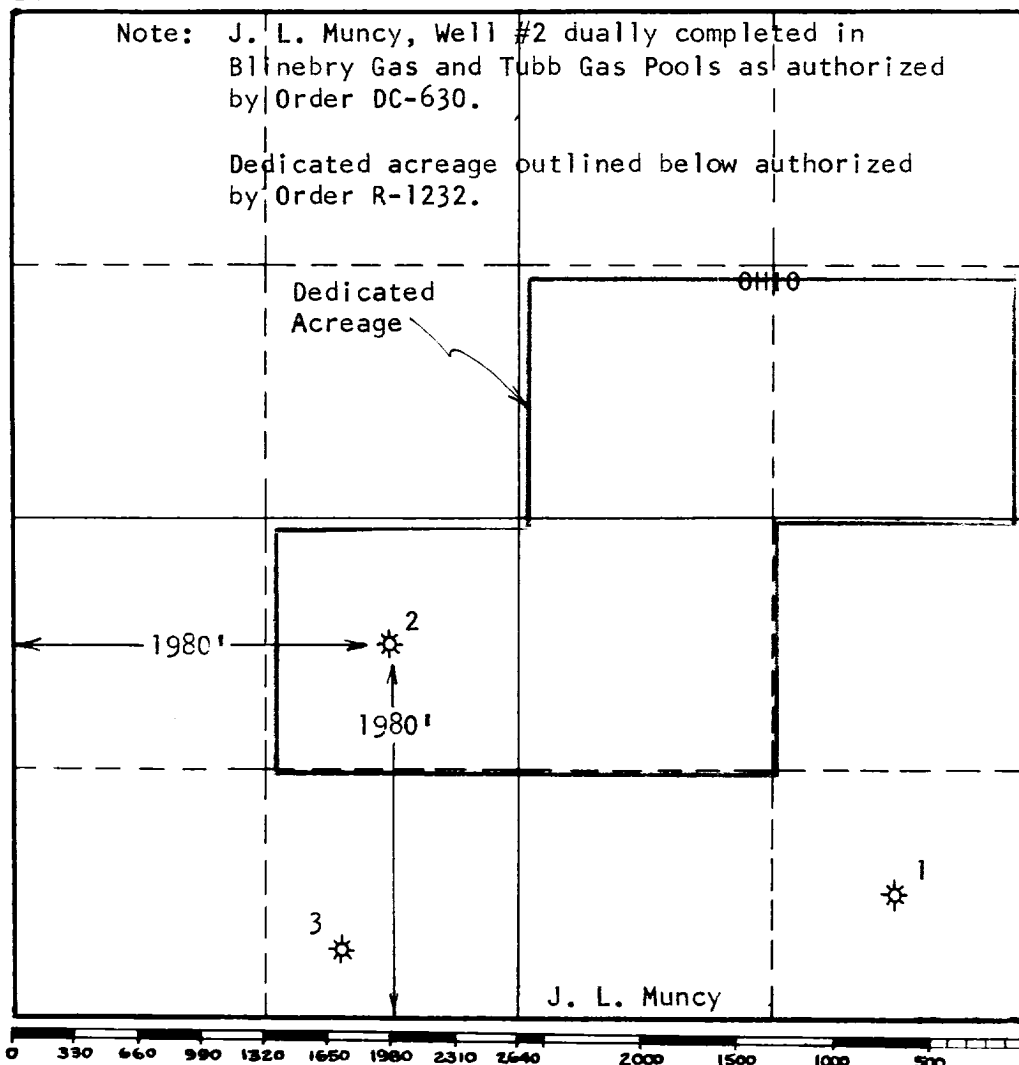 Note: J. L. Muncy, Well #2 dually completed in
Blinebry Gas and Tubb Gas Pools as authorized
by Order DC-630.
Dedicated acreage outlined below authorized
by Order R-1232.
OHIO
Dedicated
Acreage
2
1980'
1980'
1
3
J. L. Muncy
0 330 660 990 1320 1650 1980 2310 2640 2000 1500 1000 500